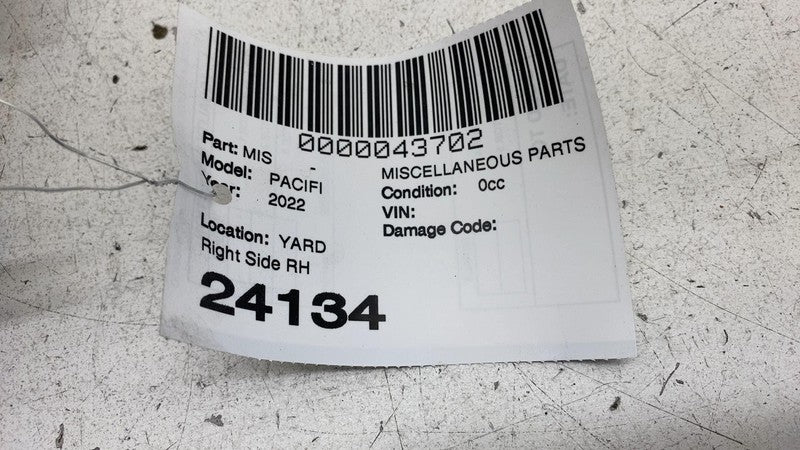 0000043702
Part: MIS - MISCELLANEOUS PARTS
Model: PACIFI Condition: 0cc
Year: 2022 VIN:
Damage Code:
Location: YARD
Right Side RH
24134